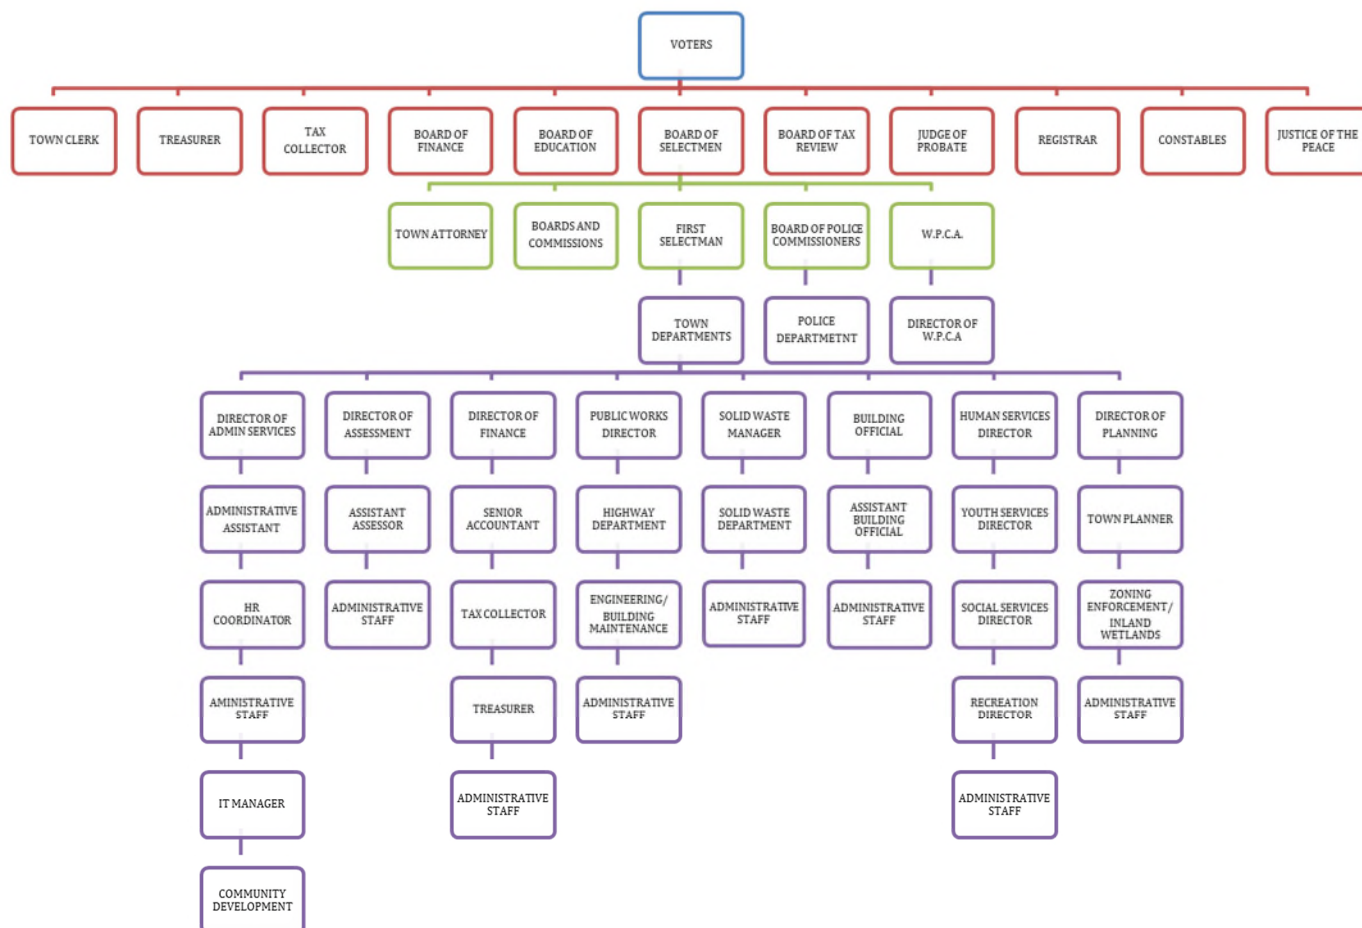 VOTERS
TOWN CLERK
TREASURER
TAX
COLLECTOR
BOARD OF
FINANCE
BOARD OF
EDUCATION
BOARD OF
SELECTMEN
BOARD OF TAX
REVIEW
JUDGE OF
PROBATE
REGISTRAR
CONSTABLES
JUSTICE OF THE
PEACE
TOWN ATTORNEY
BOARDS AND
COMMISSIONS
FIRST
SELECTMAN
BOARD OF POLICE
COMMISSIONERS
W.P.C.A.
TOWN
DEPARTMENTS
POLICE
DEPARTMETNT
DIRECTOR OF
W.P.C.A
DIRECTOR OF
ADMIN SERVICES
DIRECTOR OF
ASSESSMENT
DIRECTOR OF
FINANCE
PUBLIC WORKS
DIRECTOR
SOLID WASTE
MANAGER
BUILDING
OFFICIAL
HUMAN SERVICES
DIRECTOR
DIRECTOR OF
PLANNING
ADMINISTRATIVE
ASSISTANT
ASSISTANT
ASSESSOR
SENIOR
ACCOUNTANT
HIGHWAY
DEPARTMENT
SOLID WASTE
DEPARTMENT
ASSISTANT
BUILDING
OFFICIAL
YOUTH SERVICES
DIRECTOR
TOWN PLANNER
HR
COORDINATOR
ADMINISTRATIVE
STAFF
TAX COLLECTOR
ENGINEERING/
BUILDING
MAINTENANCE
ADMINISTRATIVE
STAFF
ADMINISTRATIVE
STAFF
SOCIAL SERVICES
DIRECTOR
ZONING
ENFORCEMENT/
INLAND
WETLANDS
AMINISTRATIVE
STAFF
TREASURER
ADMINISTRATIVE
STAFF
RECREATION
DIRECTOR
ADMINISTRATIVE
STAFF
IT MANAGER
ADMINISTRATIVE
STAFF
ADMINISTRATIVE
STAFF
COMMUNITY
DEVELOPMENT